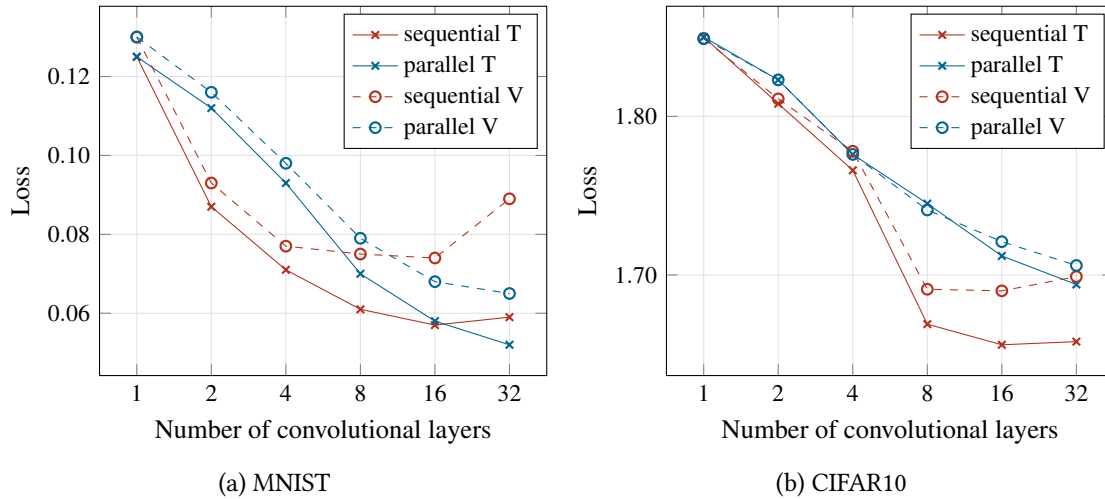 0.12
0.10
0.08
0.06
Loss
1 2 4 8 16 32
Number of convolutional layers
sequential T
parallel T
sequential V
parallel V
(a) MNIST
1.80
1.70
Loss
1 2 4 8 16 32
Number of convolutional layers
sequential T
parallel T
sequential V
parallel V
(b) CIFAR10